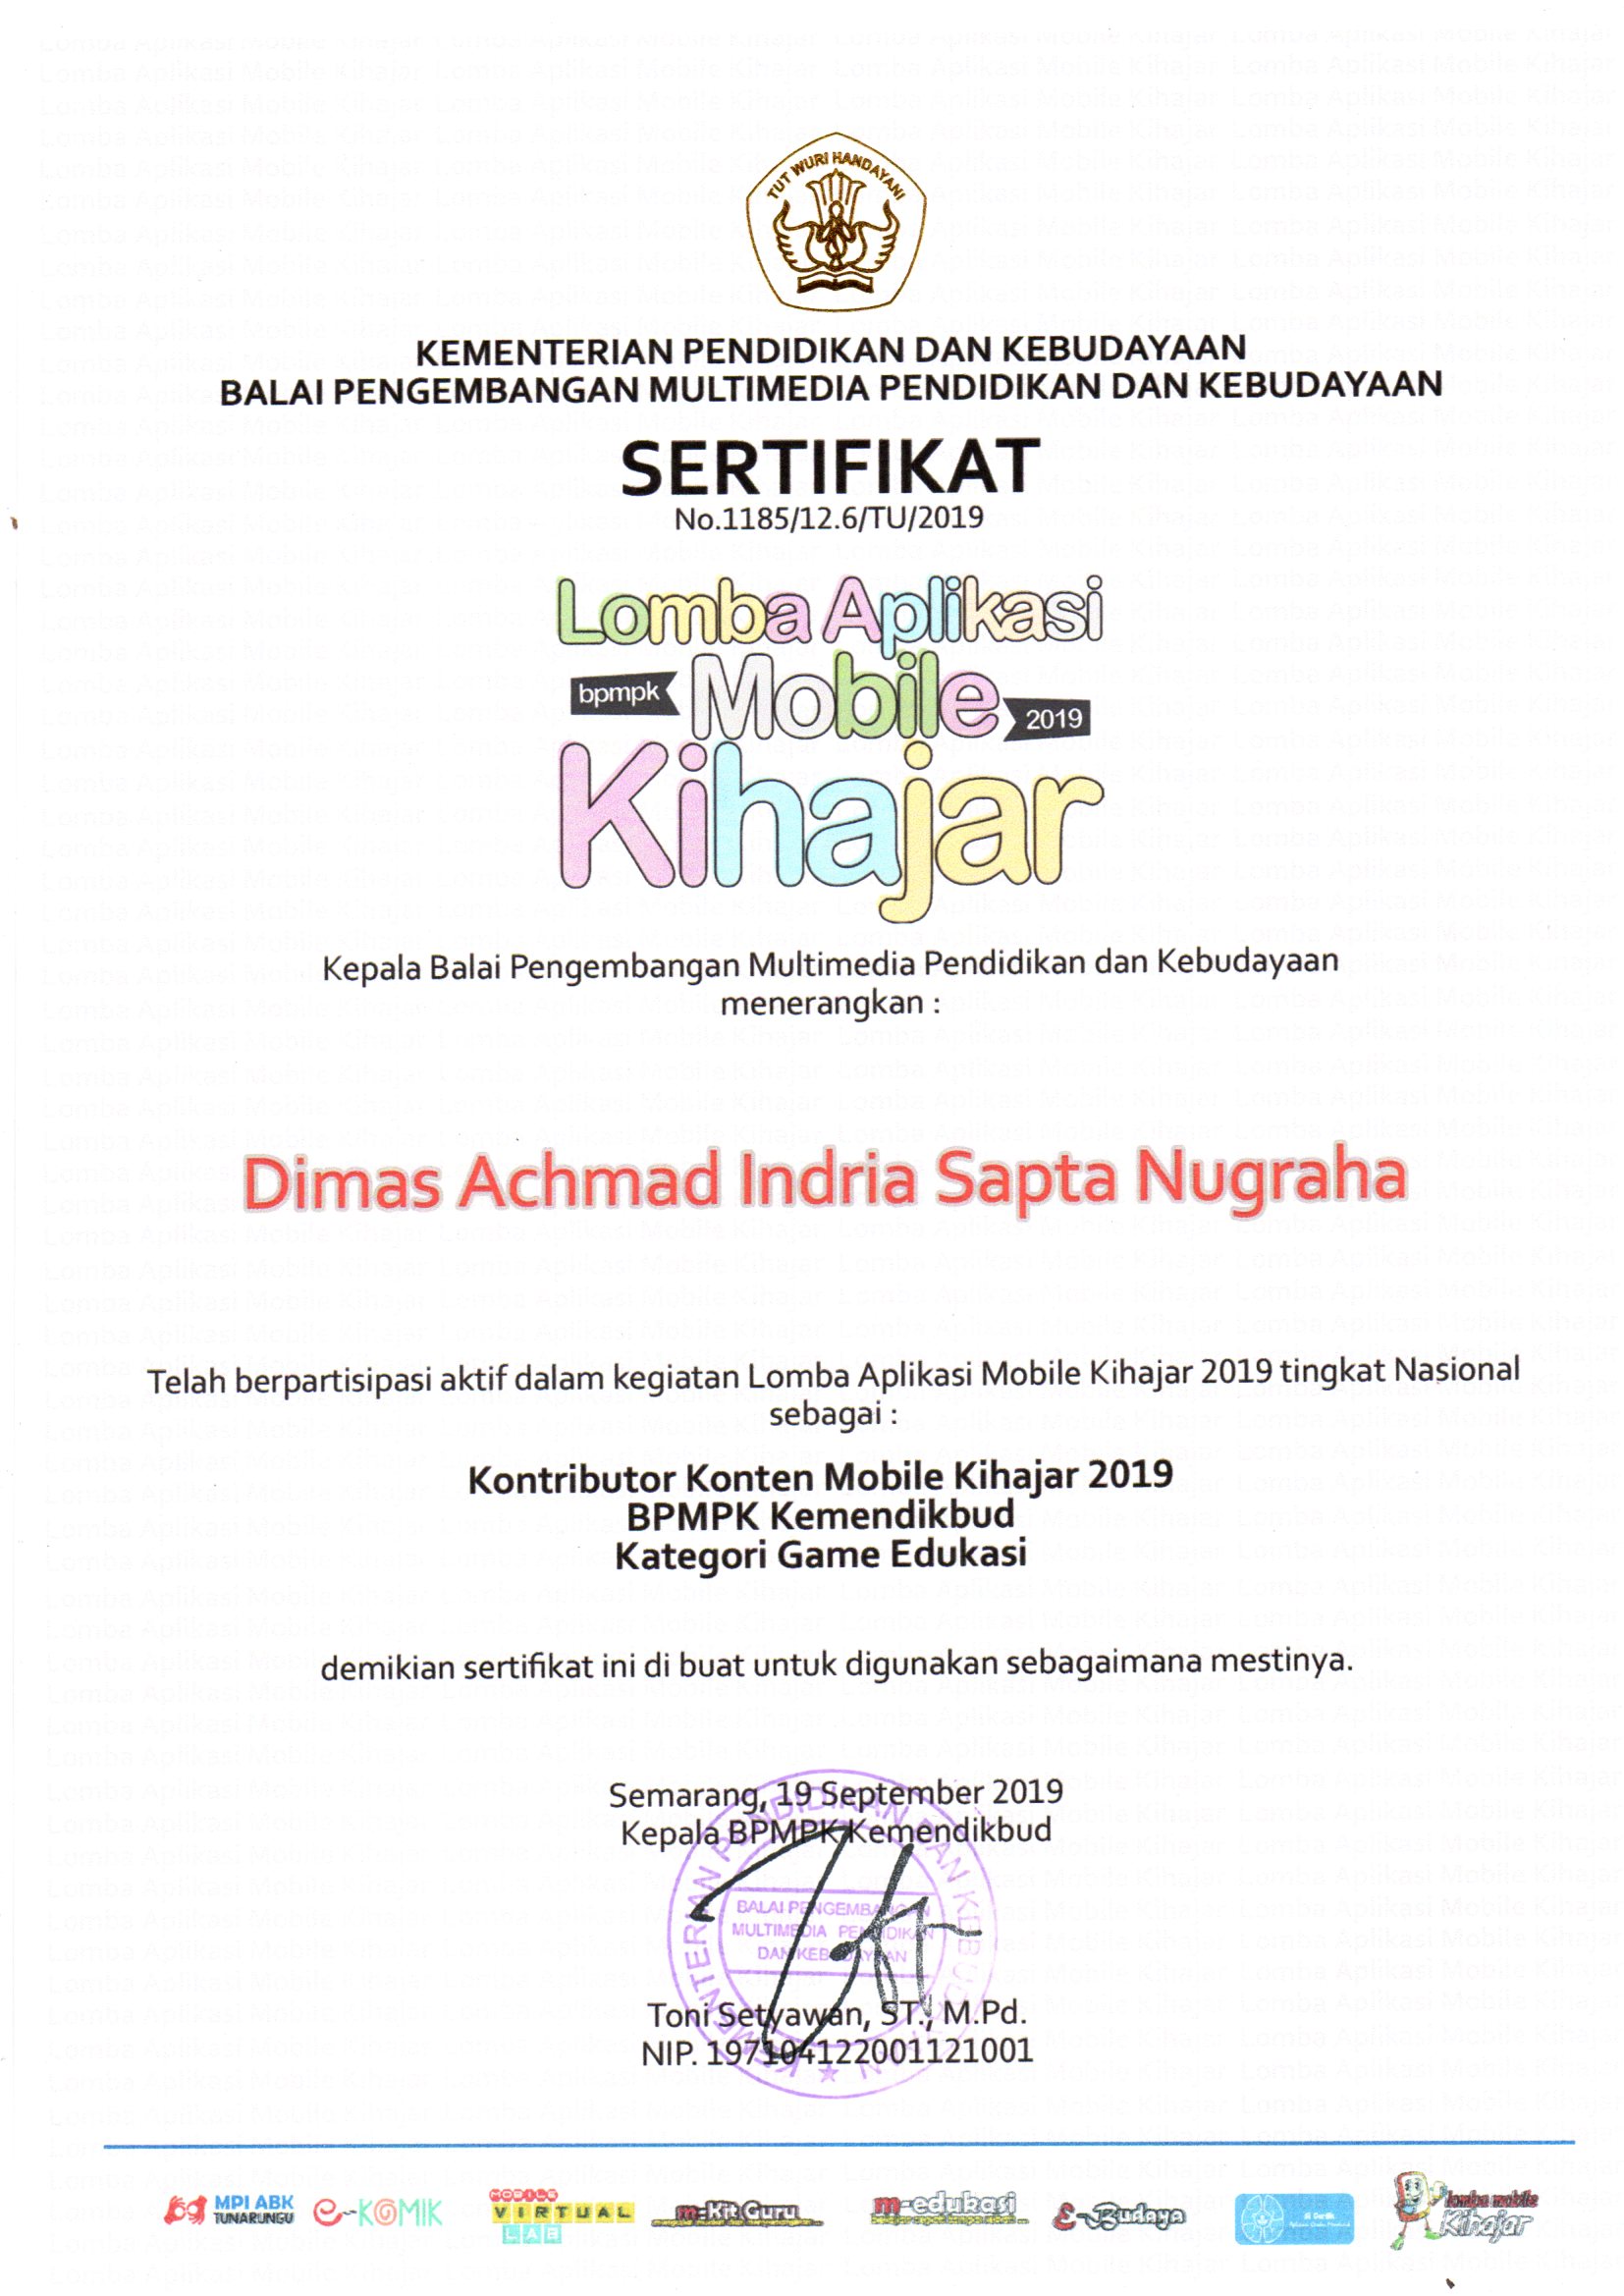 TUT WURI HANDAYANI
KEMENTERIAN PENDIDIKAN DAN KEBUDAYAAN
BALAI PENGEMBANGAN MULTIMEDIA PENDIDIKAN DAN KEBUDAYAAN
SERTIFIKAT
No.1185/12.6/TU/2019
Lomba Aplikasi
bpmpk Mobile 2019
Kihajar
Kepala Balai Pengembangan Multimedia Pendidikan dan Kebudayaan
menerangkan :
Dimas Achmad Indria Sapta Nugraha
Telah berpartisipasi aktif dalam kegiatan Lomba Aplikasi Mobile Kihajar 2019 tingkat Nasional
sebagai :
Kontributor Konten Mobile Kihajar 2019
BPMPK Kemendikbud
Kategori Game Edukasi
demikian sertifikat ini di buat untuk digunakan sebagaimana mestinya.
Semarang, 19 September 2019
Kepala BPMPK Kemendikbud
KEMENTERIAN PENDIDIKAN DAN KEBUDAYAAN
BALAI PENGEMBANGAN
MULTIMEDIA PENDIDIKAN
DAN KEBUDAYAAN
Toni Setyawan, ST., M.Pd.
NIP. 197104122001121001
MPI ABK
TUNARUNGU
e-KOMIK
MOBILE
VIRTUAL
LAB
m-Kit Guru
m-edukasi
E-Budaya
lomba mobile
Kihajar